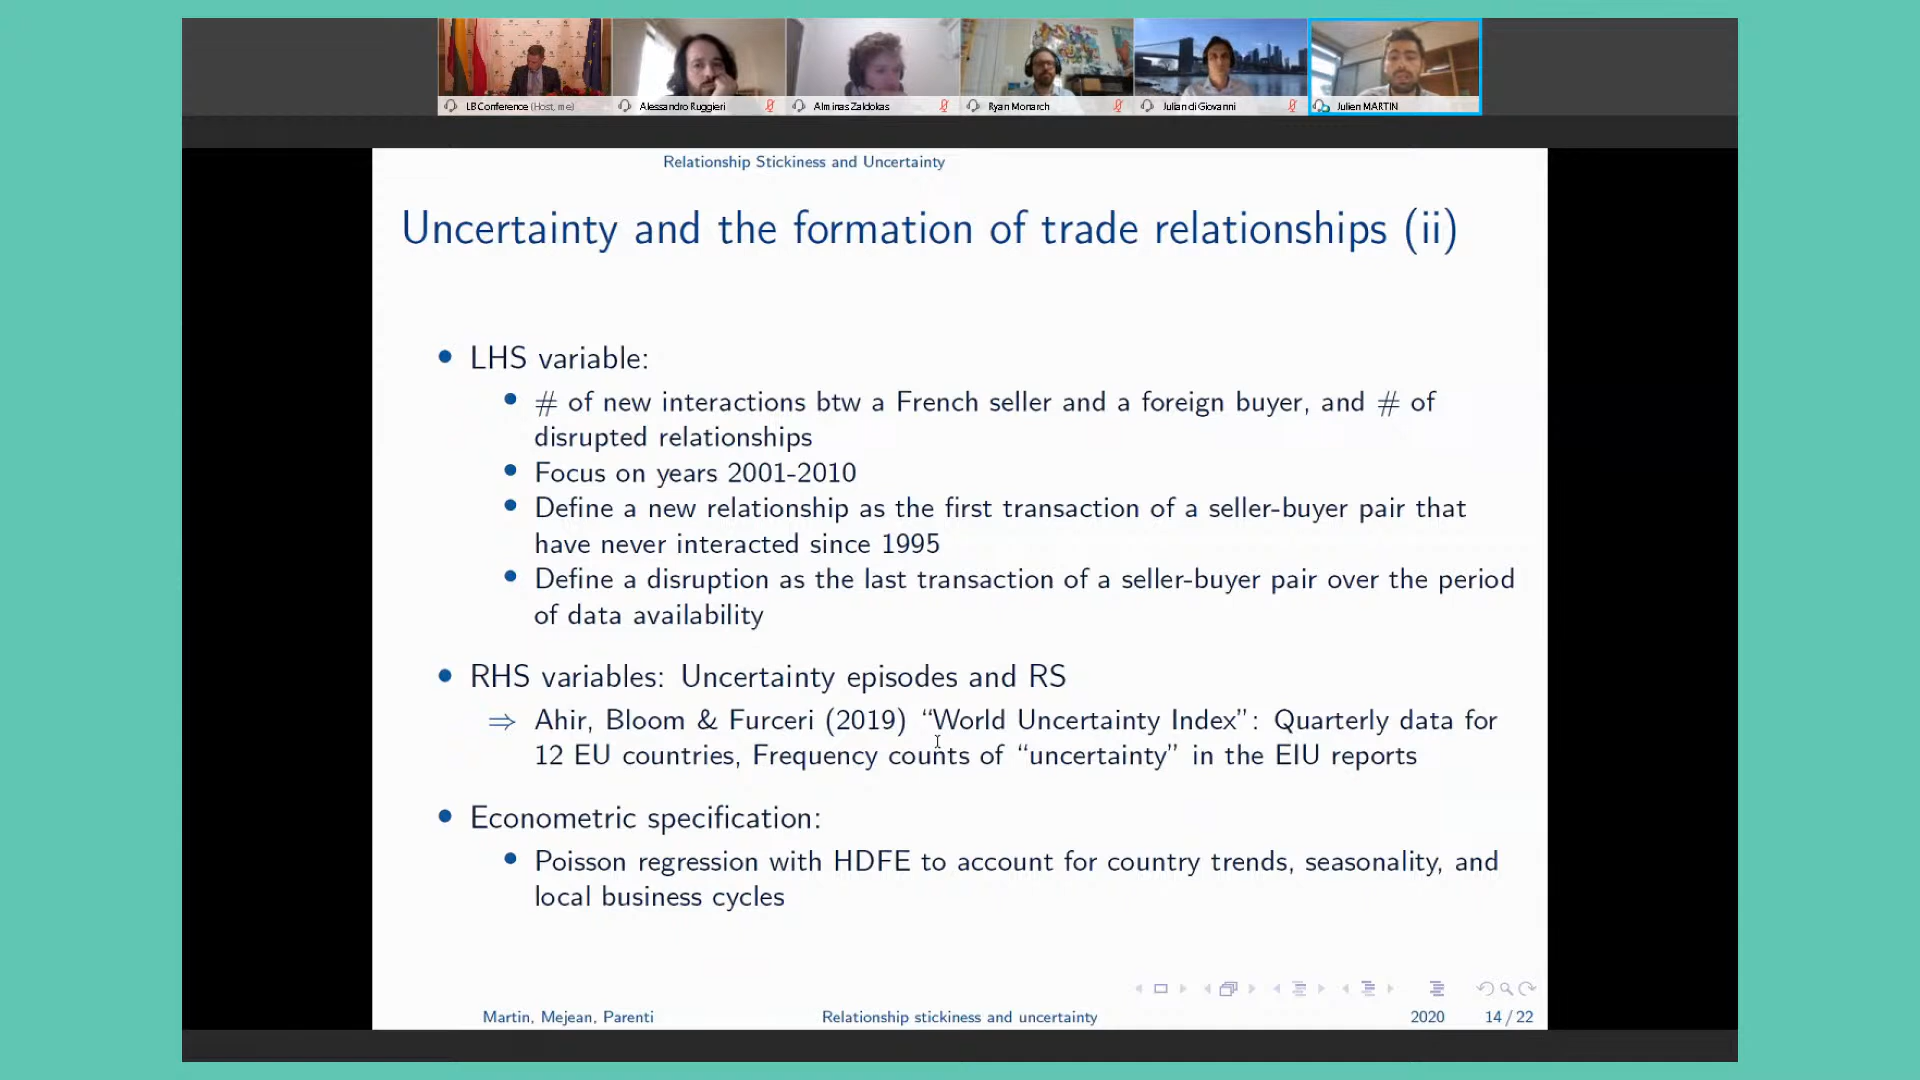 LB Conference (Host, me)
Alessandro Ruggieri
Alminas Zaldokas
Ryan Monarch
Julian di Giovanni
Julien MARTIN
Relationship Stickiness and Uncertainty
Uncertainty and the formation of trade relationships (ii)
LHS variable:
# of new interactions btw a French seller and a foreign buyer, and # of
disrupted relationships
Focus on years 2001-2010
Define a new relationship as the first transaction of a seller-buyer pair that
have never interacted since 1995
Define a disruption as the last transaction of a seller-buyer pair over the period
of data availability
RHS variables: Uncertainty episodes and RS
⇒ Ahir, Bloom & Furceri (2019) “World Uncertainty Index”: Quarterly data for
12 EU countries, Frequency counts of “uncertainty” in the EIU reports
Econometric specification:
Poisson regression with HDFE to account for country trends, seasonality, and
local business cycles
Martin, Mejean, Parenti
Relationship stickiness and uncertainty
2020
14 / 22